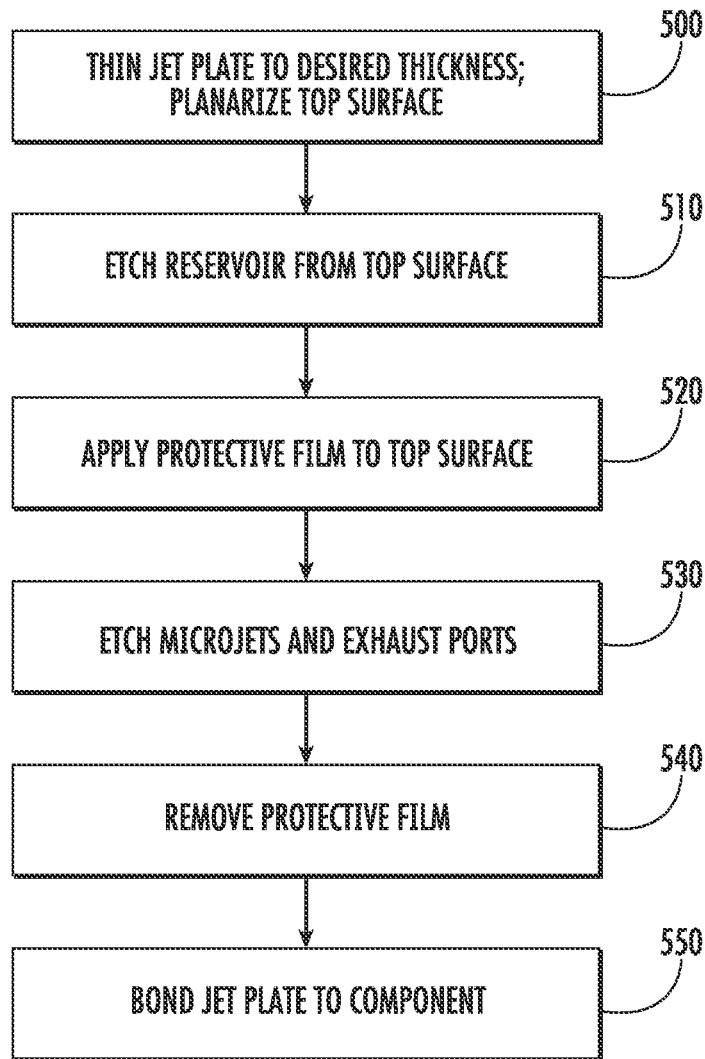 500
THIN JET PLATE TO DESIRED THICKNESS;
PLANARIZE TOP SURFACE
510
ETCH RESERVOIR FROM TOP SURFACE
520
APPLY PROTECTIVE FILM TO TOP SURFACE
530
ETCH MICROJETS AND EXHAUST PORTS
540
REMOVE PROTECTIVE FILM
550
BOND JET PLATE TO COMPONENT